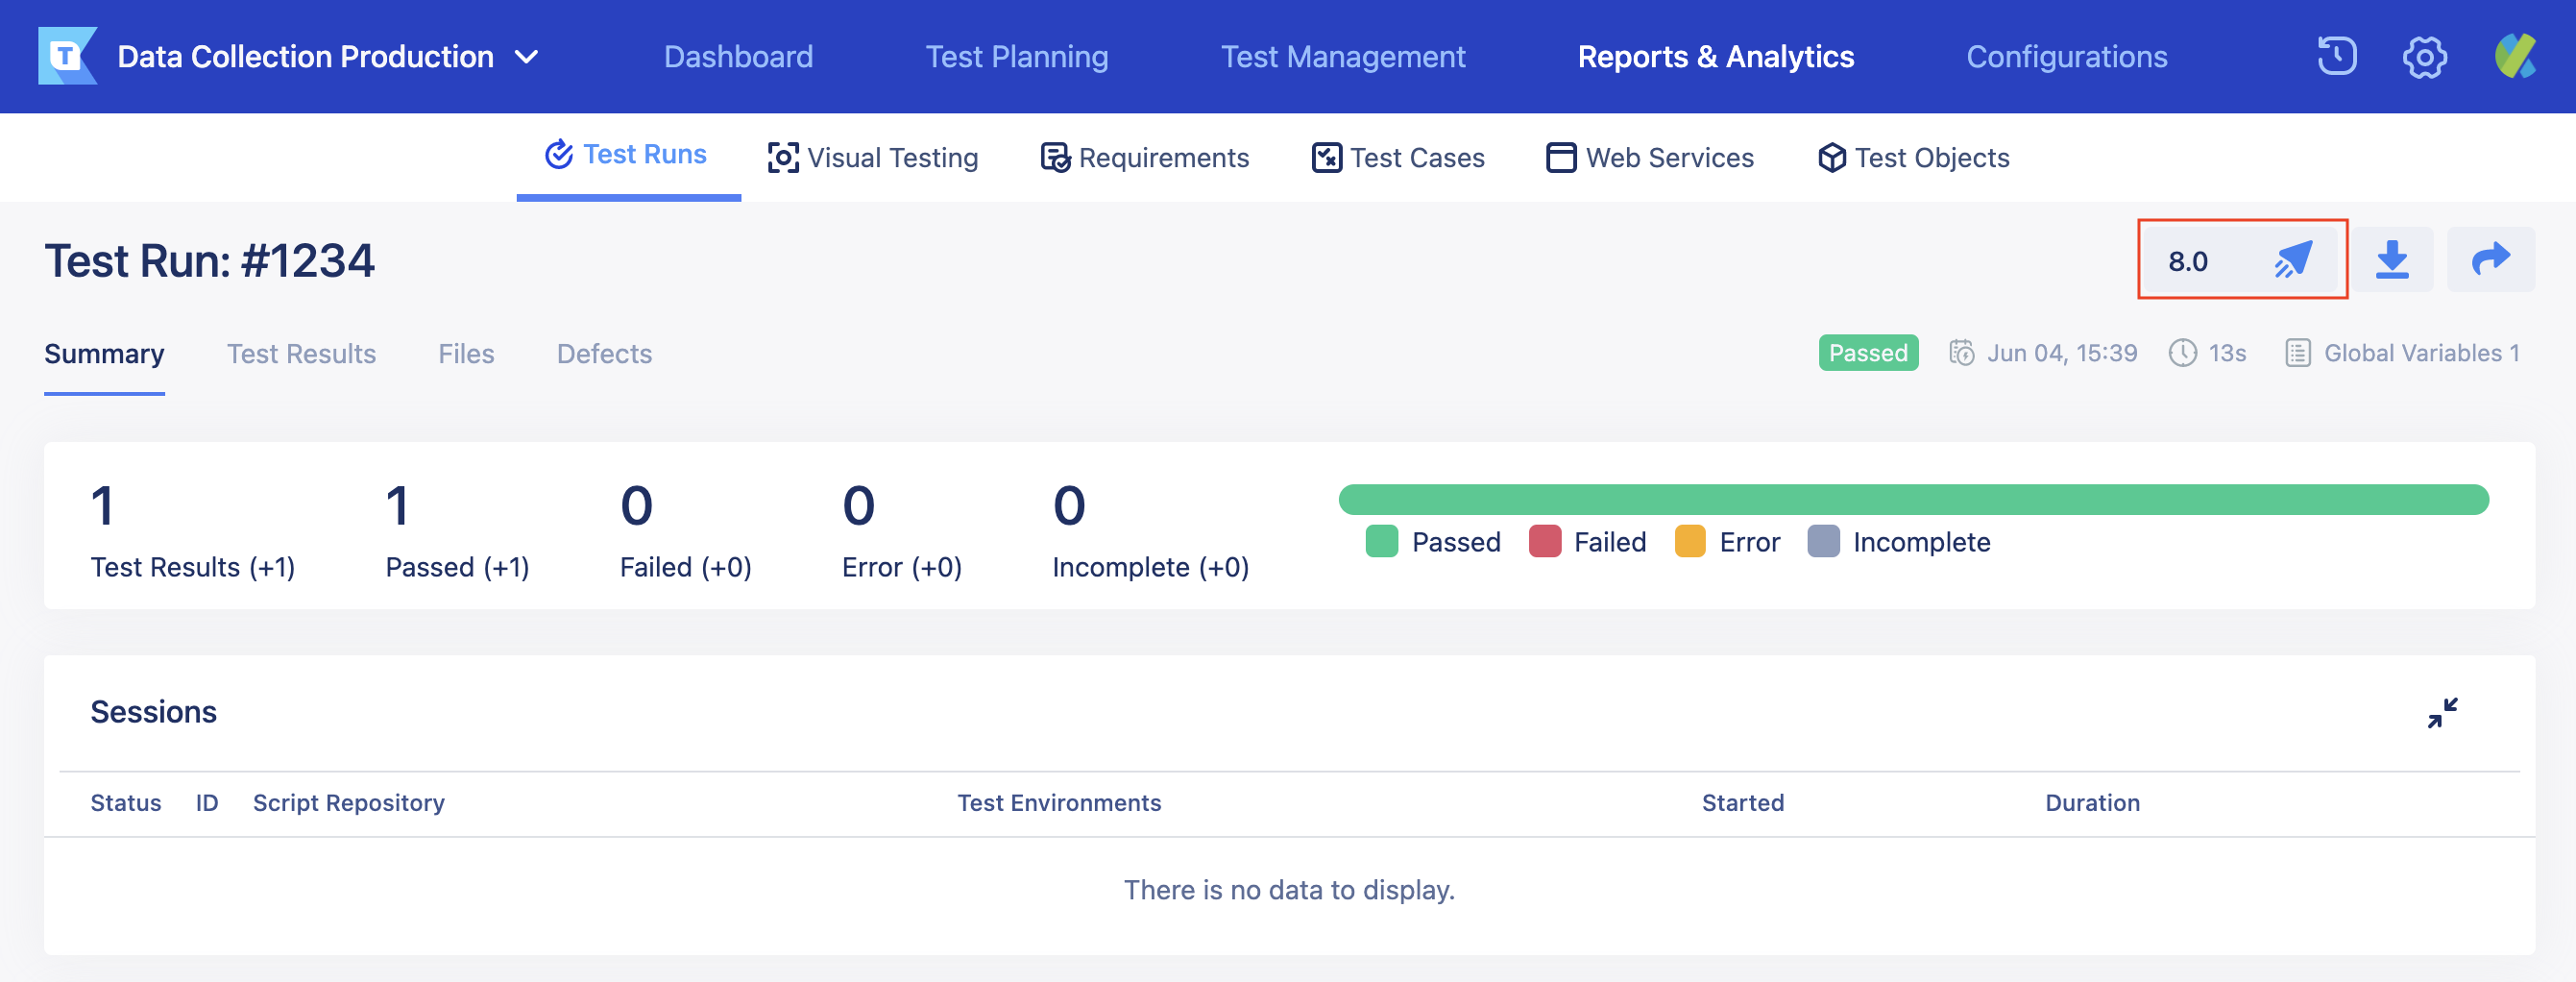 T Data Collection Production Dashboard Test Planning Test Management Reports & Analytics Configurations
Test Runs Visual Testing Requirements Test Cases Web Services Test Objects
Test Run: #1234 8.0
Summary Test Results Files Defects Passed Jun 04, 15:39 13s Global Variables 1
1 1 0 0 0
Test Results (+1) Passed (+1) Failed (+0) Error (+0) Incomplete (+0)
Passed Failed Error Incomplete
Sessions
Status ID Script Repository Test Environments Started Duration
There is no data to display.